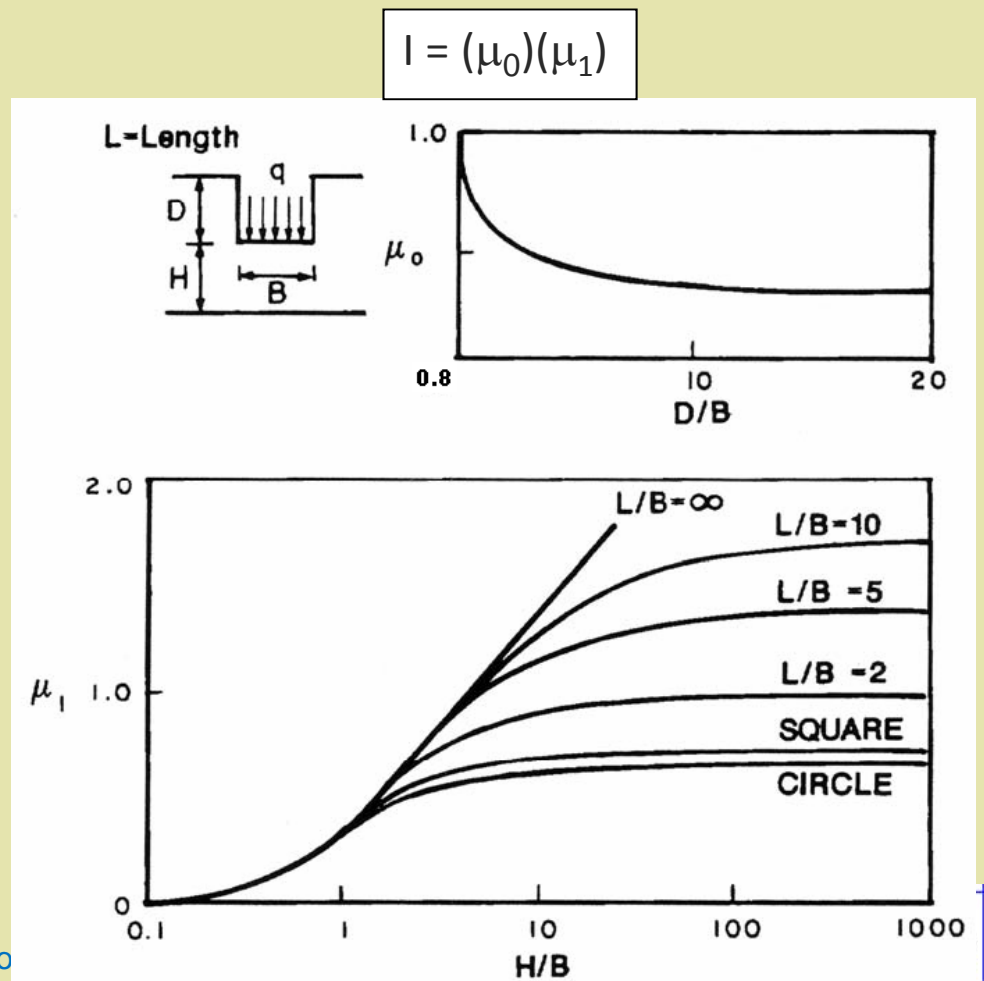 I = (μ₀)(μ₁)
L=Length
q
D
H
B
1.0
μ₀
0.8
10
20
D/B
2.0
L/B=∞
L/B=10
L/B =5
μ₁
1.0
L/B =2
SQUARE
CIRCLE
0
0.1
1
10
100
1000
H/B